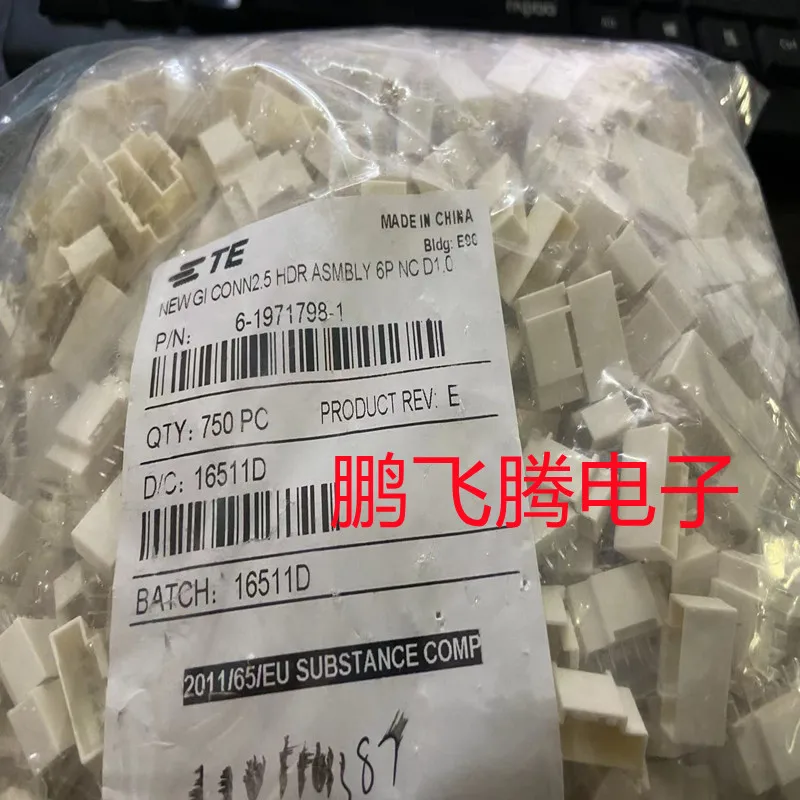 TE
MADE IN CHINA
Bldg: E90
NEW GI CONN2.5 HDR ASMBLY 6P NC D1.0
P/N: 6-1971798-1
QTY: 750 PC PRODUCT REV: E
D/C: 16511D
鹏飞腾电子
BATCH: 16511D
2011/65/EU SUBSTANCE COMP
Ctrl